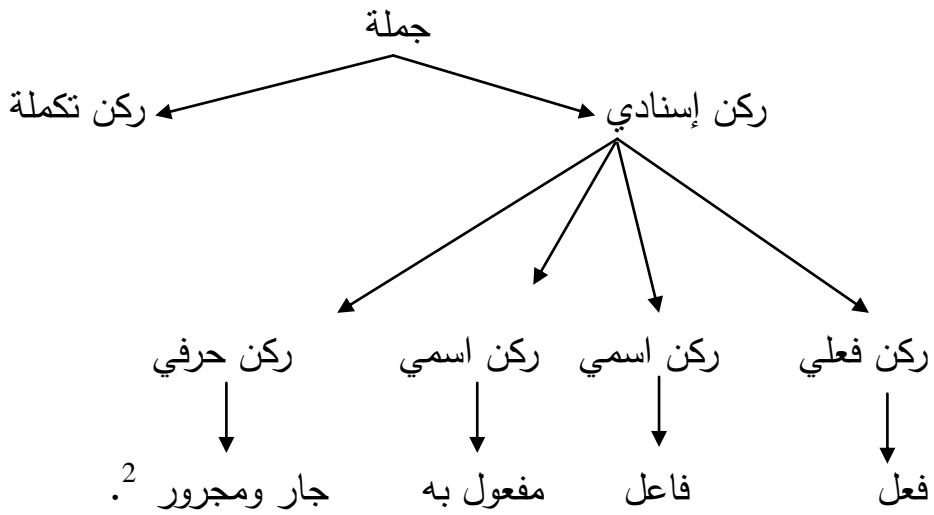 جملة
ركن إسنادي ركن تكملة
ركن فعلي ركن اسمي ركن اسمي ركن حرفي
فعل فاعل مفعول به جار ومجرور 2.